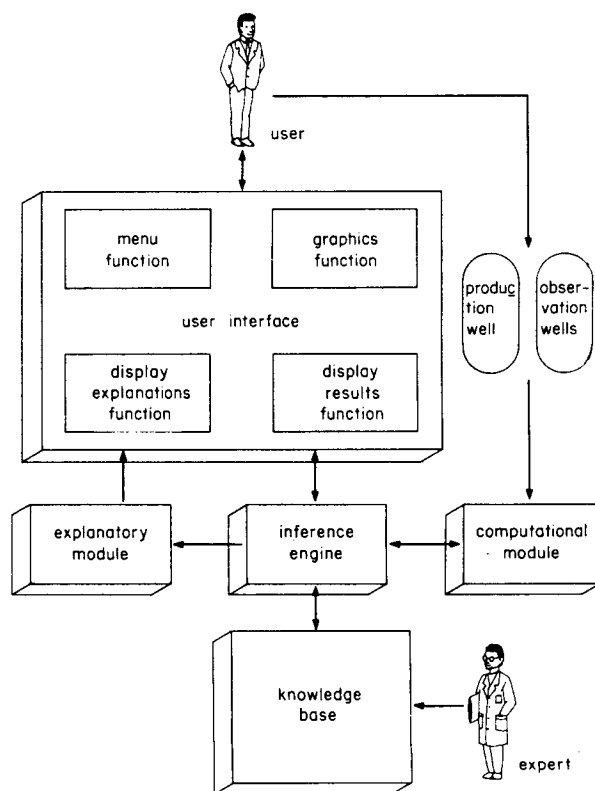 user
menu
function
graphics
function
user interface
display
explanations
function
display
results
function
produc
tion
well
obser-
vation
wells
explanatory
module
inference
engine
computational
module
knowledge
base
expert